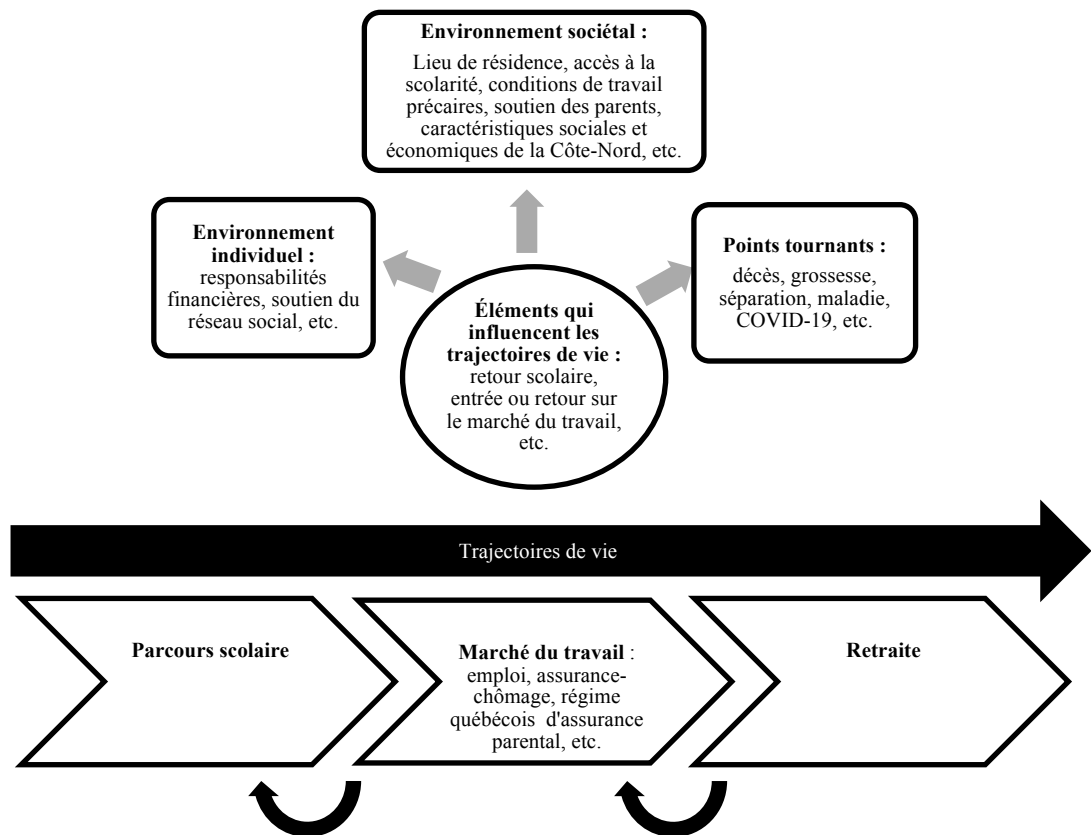 Environnement sociétal :
Lieu de résidence, accès à la
scolarité, conditions de travail
précaires, soutien des parents,
caractéristiques sociales et
économiques de la Côte-Nord, etc.
Environnement
individuel :
responsabilités
financières, soutien du
réseau social, etc.
Points tournants :
décès, grossesse,
séparation, maladie,
COVID-19, etc.
Éléments qui
influencent les
trajectoires de vie :
retour scolaire,
entrée ou retour sur
le marché du travail,
etc.
Trajectoires de vie
Parcours scolaire
Marché du travail :
emploi, assurance-
chômage, régime
québécois d'assurance
parental, etc.
Retraite